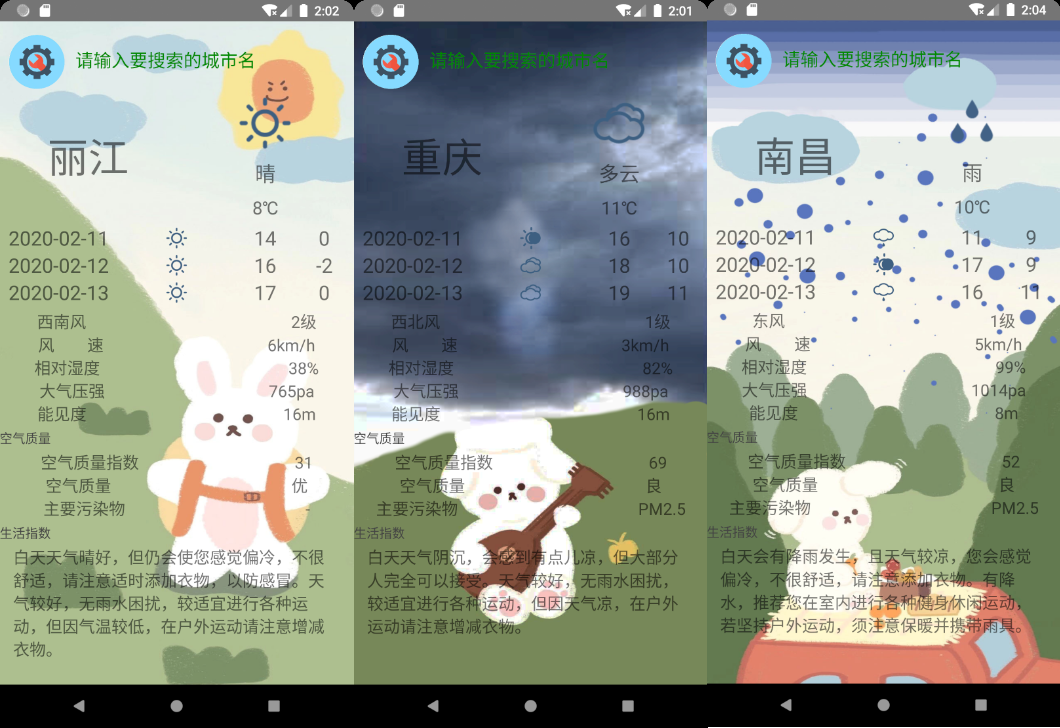 2:02
请输入要搜索的城市名
丽江
晴
8℃
2020-02-11 14 0
2020-02-12 16 -2
2020-02-13 17 0
西南风 2级
风 速 6km/h
相对湿度 38%
大气压强 765pa
能见度 16m
空气质量
空气质量指数 31
空气质量 优
主要污染物 -
生活指数
白天天气晴好，但仍会使您感觉偏冷，不很
舒适，请注意适时添加衣物，以防感冒。天
气较好，无雨水困扰，较适宜进行各种运
动，但因气温较低，在户外运动请注意增减
衣物。
2:01
请输入要搜索的城市名
重庆
多云
11℃
2020-02-11 16 10
2020-02-12 18 10
2020-02-13 19 11
西北风 1级
风 速 3km/h
相对湿度 82%
大气压强 988pa
能见度 16m
空气质量
空气质量指数 69
空气质量 良
主要污染物 PM2.5
生活指数
白天天气阴沉，会感到有点儿凉，但大部分
人完全可以接受。天气较好，无雨水困扰，
较适宜进行各种运动，但因天气凉，在户外
运动请注意增减衣物。
2:04
请输入要搜索的城市名
南昌
雨
10℃
2020-02-11 11 9
2020-02-12 17 9
2020-02-13 16 11
东风 1级
风 速 5km/h
相对湿度 99%
大气压强 1014pa
能见度 8m
空气质量
空气质量指数 52
空气质量 良
主要污染物 PM2.5
生活指数
白天会有降雨发生，且天气较凉，您会感觉
偏冷，不很舒适，请注意添加衣物。有降
水，推荐您在室内进行各种健身休闲运动，
若坚持户外运动，须注意保暖并携带雨具。